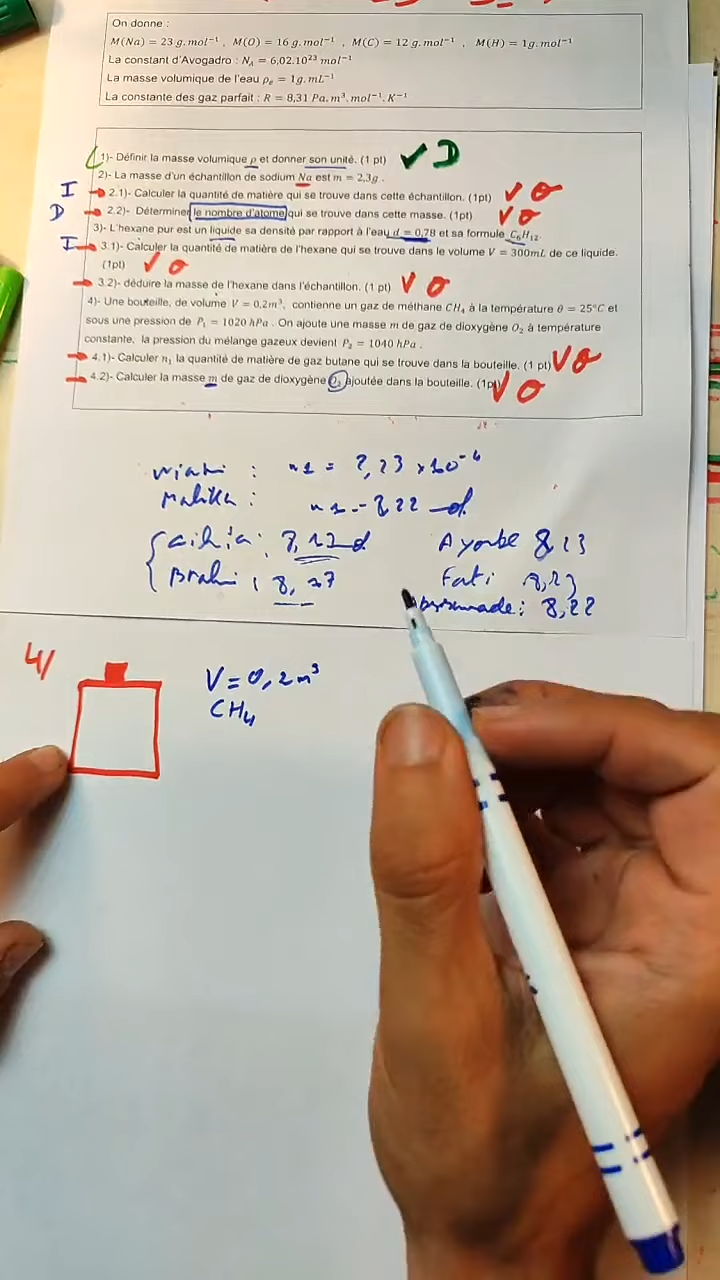 On donne :
M(Na) = 23 g.mol⁻¹ , M(O) = 16 g.mol⁻¹ , M(C) = 12 g.mol⁻¹ , M(H) = 1g.mol⁻¹
La constant d'Avogadro : N_A = 6,02.10²³ mol⁻¹
La masse volumique de l'eau ρₑ = 1g.mL⁻¹
La constante des gaz parfait : R = 8,31 Pa.m³.mol⁻¹.K⁻¹
1)- Définir la masse volumique ρ et donner son unité. (1 pt) ✓ D
2)- La masse d'un échantillon de sodium Na est m = 2,3g .
I 2.1)- Calculer la quantité de matière qui se trouve dans cette échantillon. (1pt)
D 2.2)- Déterminer le nombre d'atome qui se trouve dans cette masse. (1pt)
3)- L'hexane pur est un liquide sa densité par rapport à l'eau d = 0,78 et sa formule C₆H₁₂.
I 3.1)- Calculer la quantité de matière de l'hexane qui se trouve dans le volume V = 300mL de ce liquide.
(1pt)
3.2)- déduire la masse de l'hexane dans l'échantillon. (1 pt)
4)- Une bouteille, de volume V = 0,2m³, contienne un gaz de méthane CH₄ à la température θ = 25°C et
sous une pression de P₁ = 1020 hPa . On ajoute une masse m de gaz de dioxygène O₂ à température
constante, la pression du mélange gazeux devient P₂ = 1040 hPa .
4.1)- Calculer n₁ la quantité de matière de gaz butane qui se trouve dans la bouteille. (1 pt)
4.2)- Calculer la masse m de gaz de dioxygène O₂ ajoutée dans la bouteille. (1pt)
Malika :
Ayoube 8,23
Brahi : 8,27
Fati 8,23
8,22
4/
V = 0,2 m³
CH₄